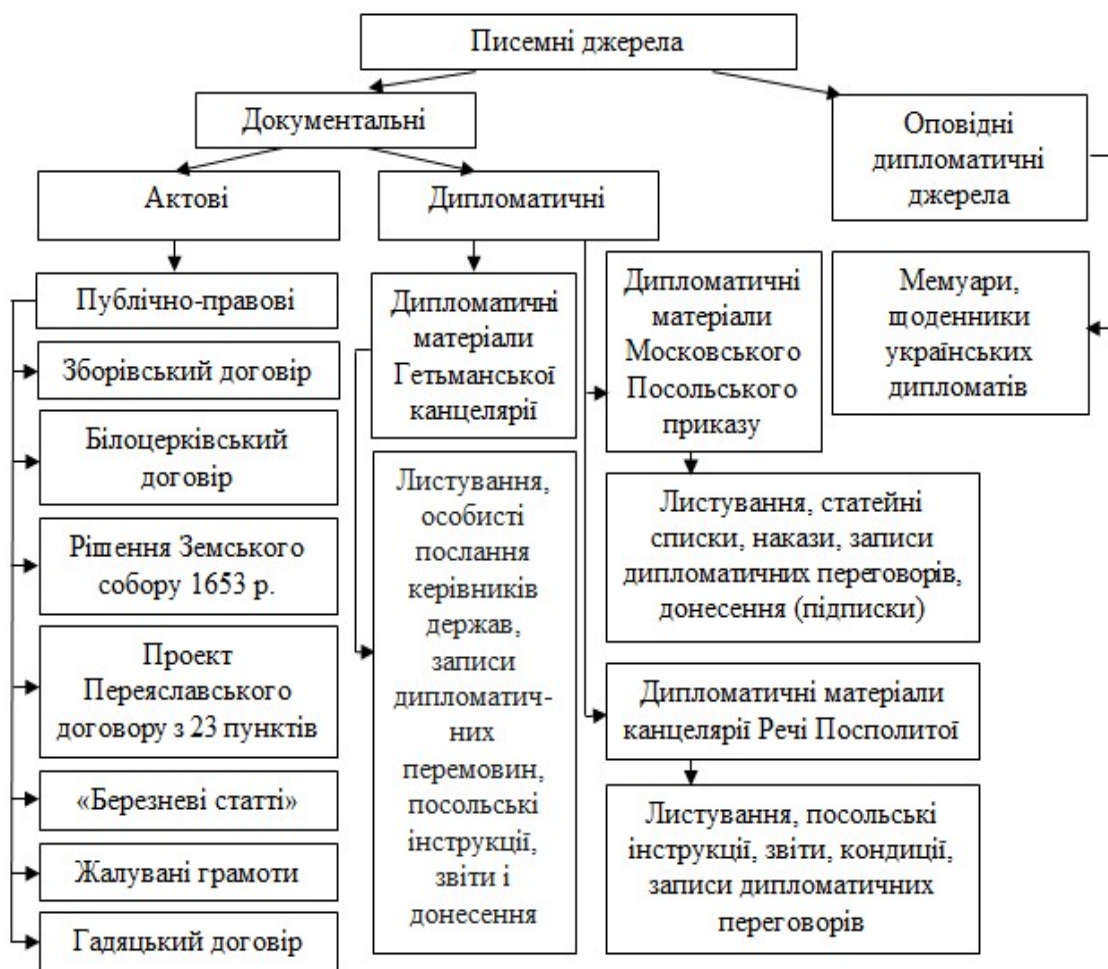 Писемні джерела
Документальні
Оповідні
дипломатичні
джерела
Актові
Дипломатичні
Публічно-правові
Зборівський договір
Білоцерківський
договір
Рішення Земського
собору 1653 р.
Проект
Переяславського
договору з 23 пунктів
«Березневі статті»
Жалувані грамоти
Гадяцький договір
Дипломатичні
матеріали
Гетьманської
канцелярії
Листування,
особисті
послання
керівників
держав,
записи
дипломатич-
них
перемовин,
посольські
інструкції,
звіти і
донесення
Дипломатичні
матеріали
Московського
Посольського
приказу
Листування, статейні
списки, накази, записи
дипломатичних переговорів,
донесення (підписки)
Дипломатичні матеріали
канцелярії Речі Посполитої
Листування, посольські
інструкції, звіти, кондиції,
записи дипломатичних
переговорів
Мемуари,
щоденники
українських
дипломатів